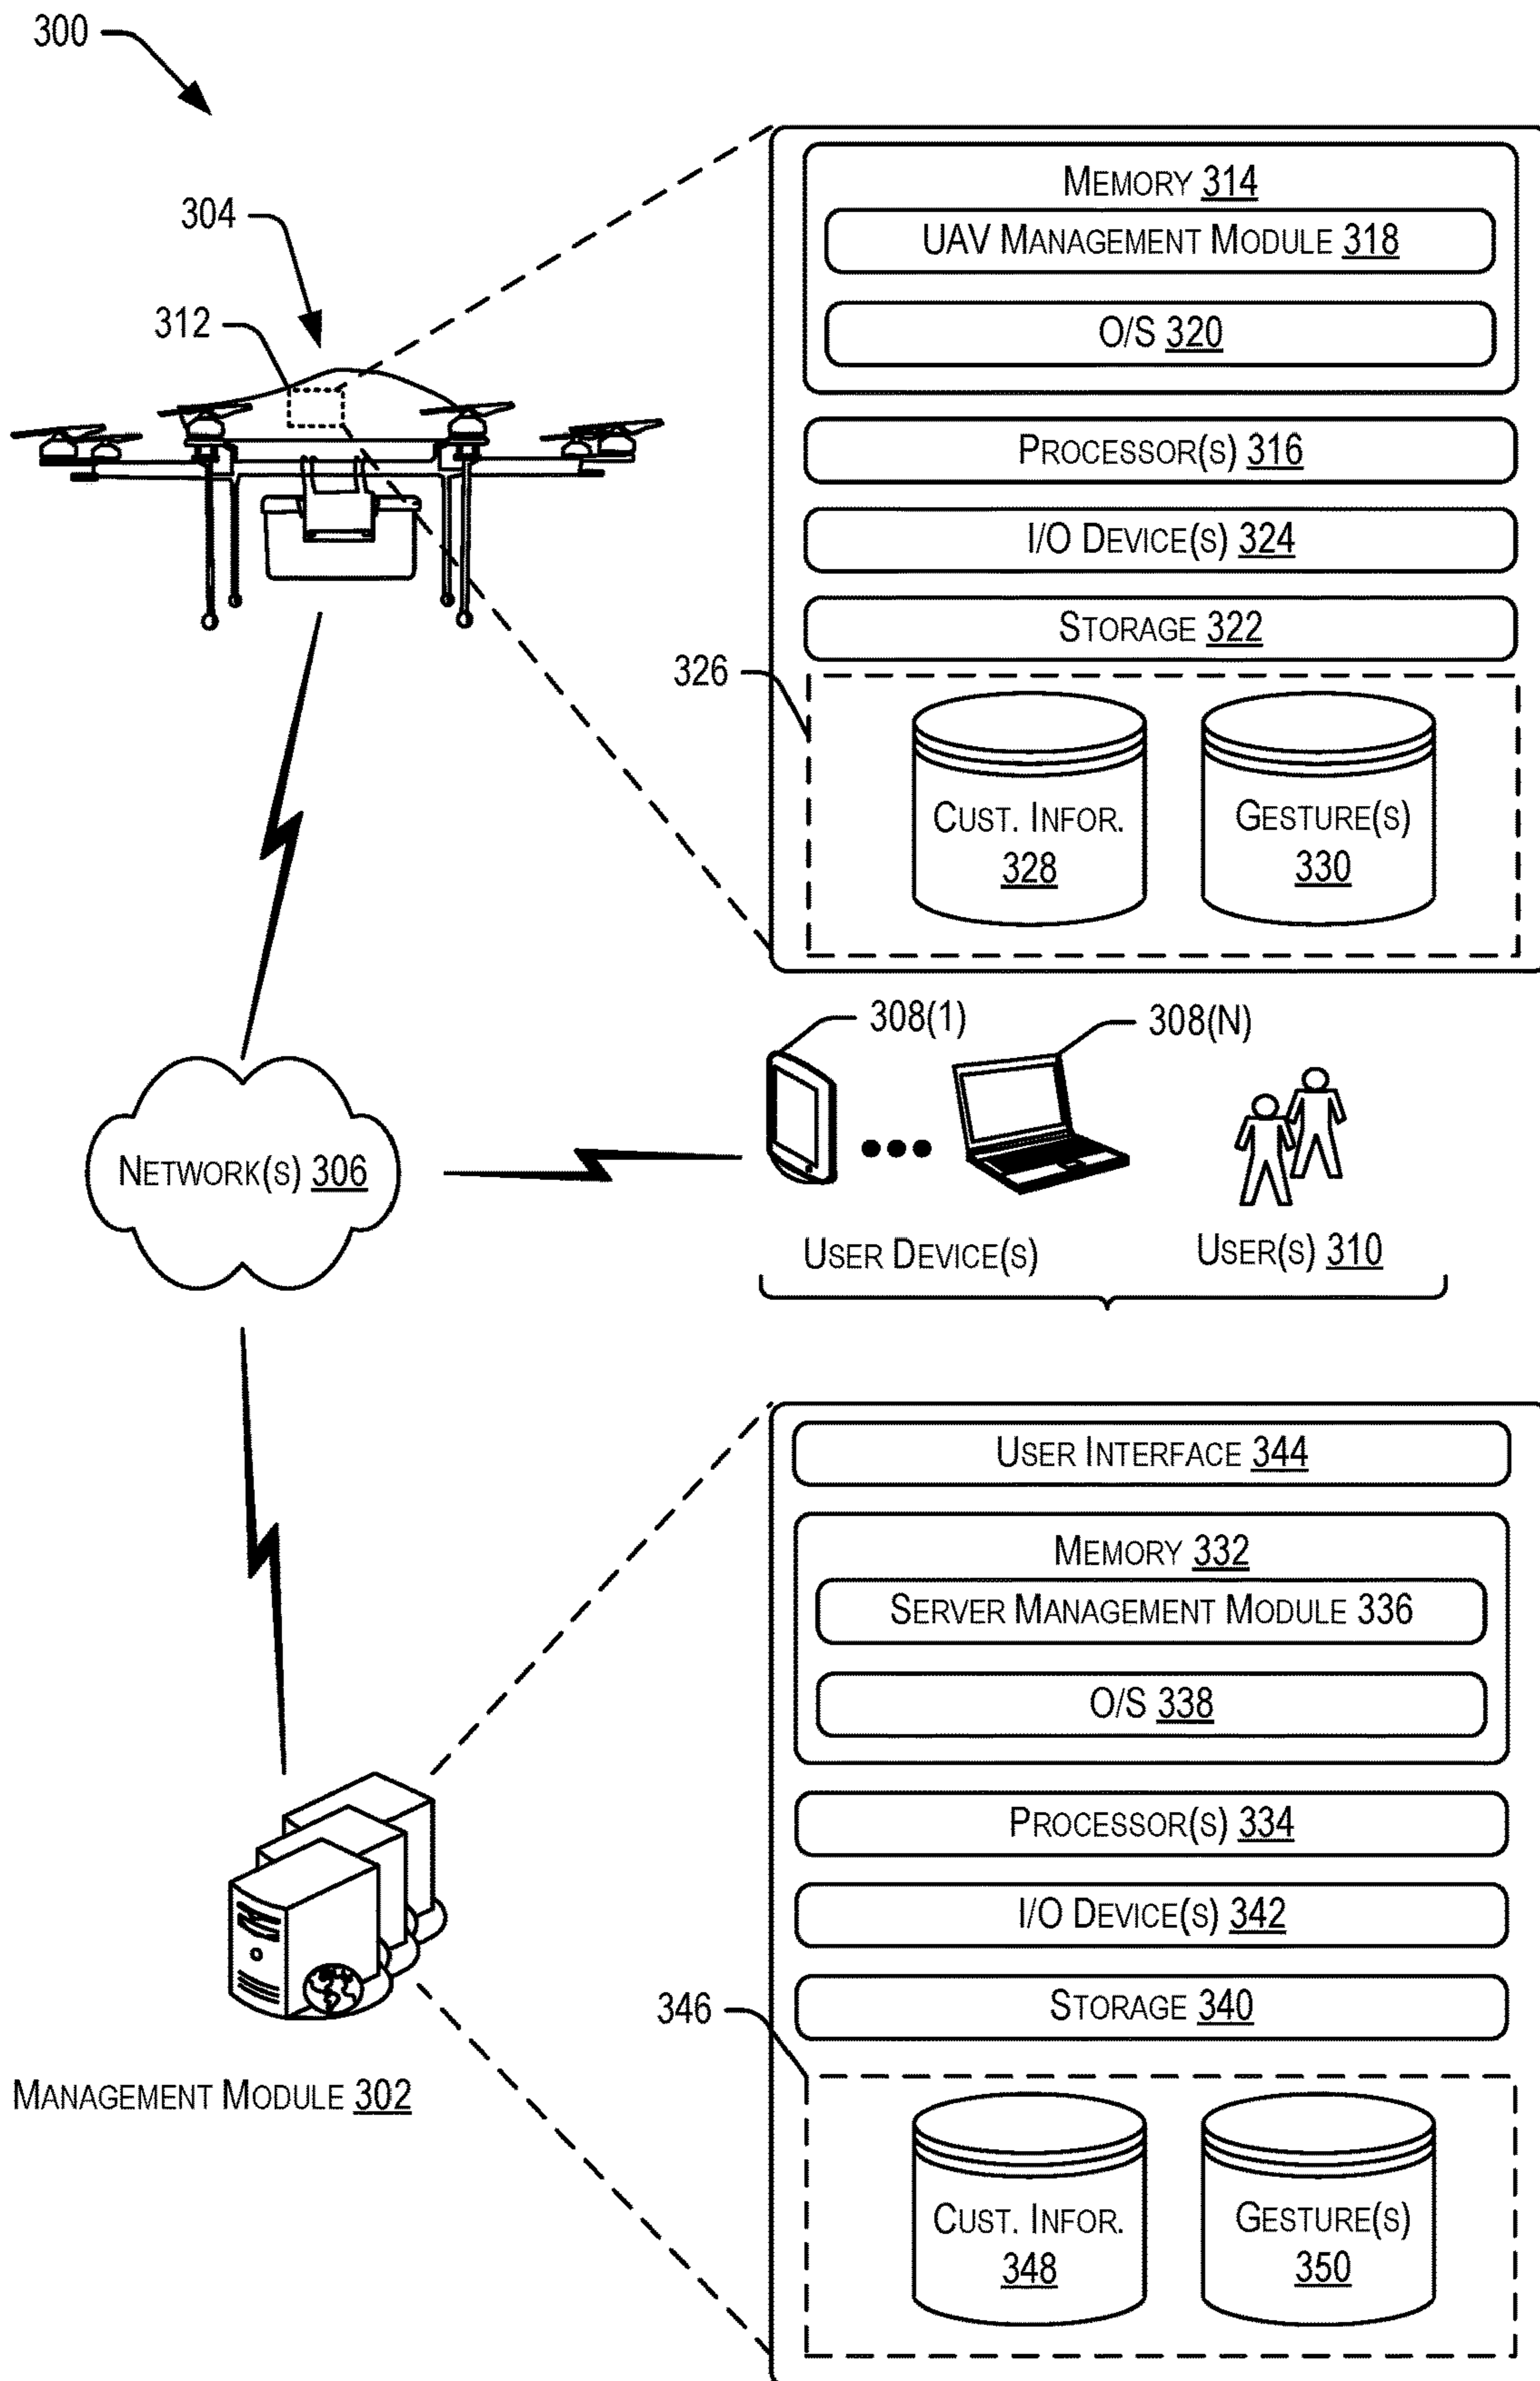 300
304
312
MEMORY 314
UAV MANAGEMENT MODULE 318
O/S 320
PROCESSOR(S) 316
I/O DEVICE(S) 324
STORAGE 322
326
CUST. INFOR.
328
GESTURE(S)
330
308(1)
308(N)
NETWORK(S) 306
USER DEVICE(S)
USER(S) 310
USER INTERFACE 344
MEMORY 332
SERVER MANAGEMENT MODULE 336
O/S 338
PROCESSOR(S) 334
I/O DEVICE(S) 342
STORAGE 340
346
MANAGEMENT MODULE 302
CUST. INFOR.
348
GESTURE(S)
350